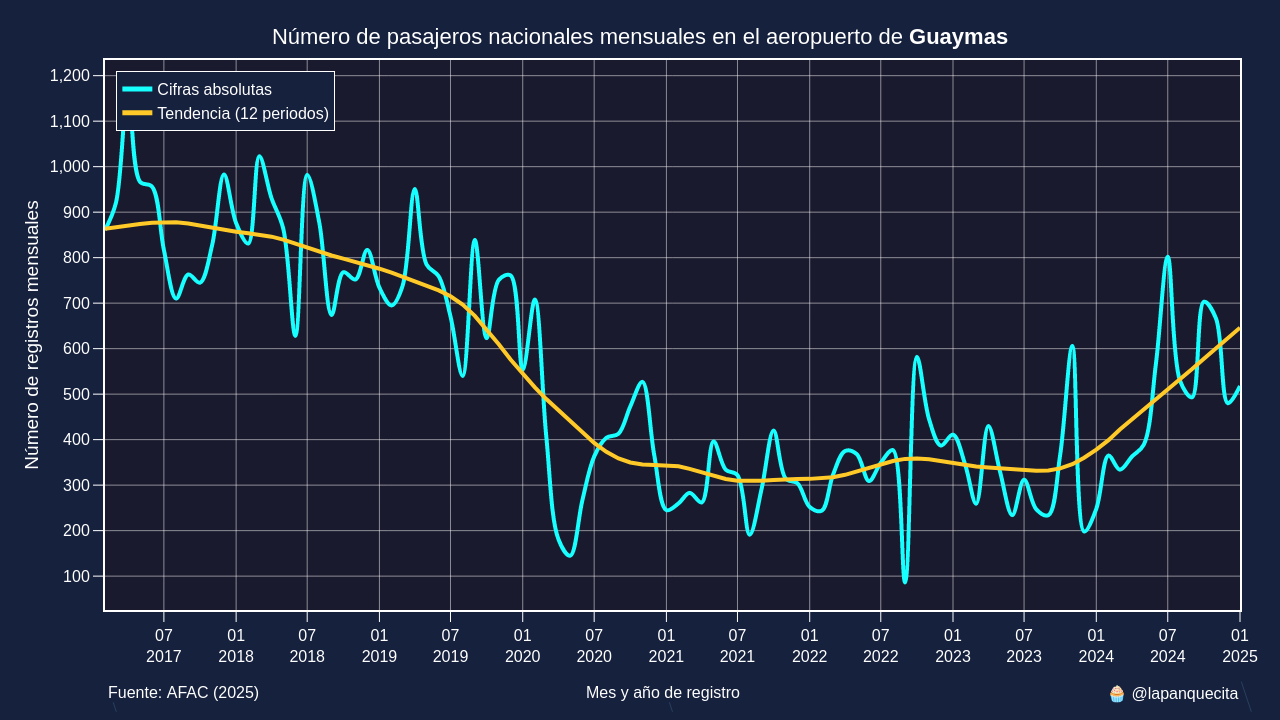 Número de pasajeros nacionales mensuales en el aeropuerto de Guaymas
Cifras absolutas
Tendencia (12 periodos)
Número de registros mensuales
1,200
1,100
1,000
900
800
700
600
500
400
300
200
100
07 01 07 01 07 01 07 01 07 01 07 01 07 01 07 01
2017 2018 2018 2019 2019 2020 2020 2021 2021 2022 2022 2023 2023 2024 2024 2025
Fuente: AFAC (2025)
Mes y año de registro
🧁 @lapanquecita